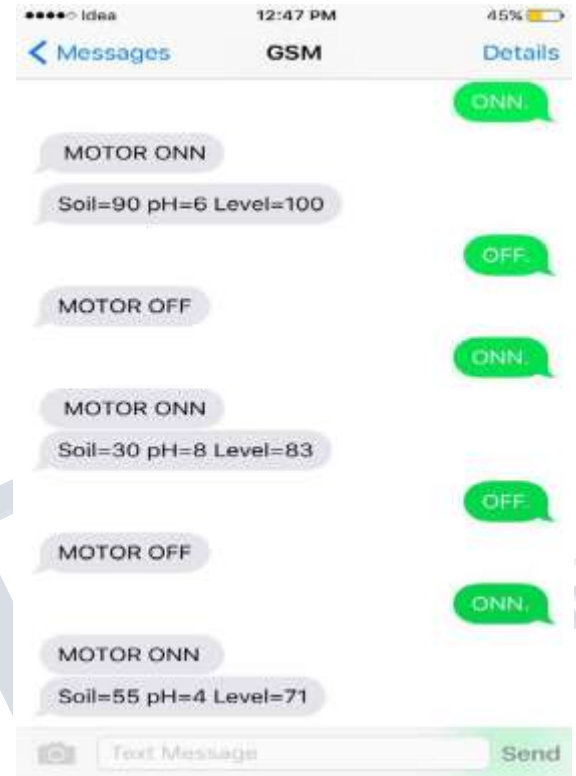 Idea 12:47 PM 45%
Messages GSM Details
ONN.
MOTOR ONN
Soil=90 pH=6 Level=100
OFF.
MOTOR OFF
ONN.
MOTOR ONN
Soil=30 pH=8 Level=83
OFF.
MOTOR OFF
ONN.
MOTOR ONN
Soil=55 pH=4 Level=71
Text Message Send